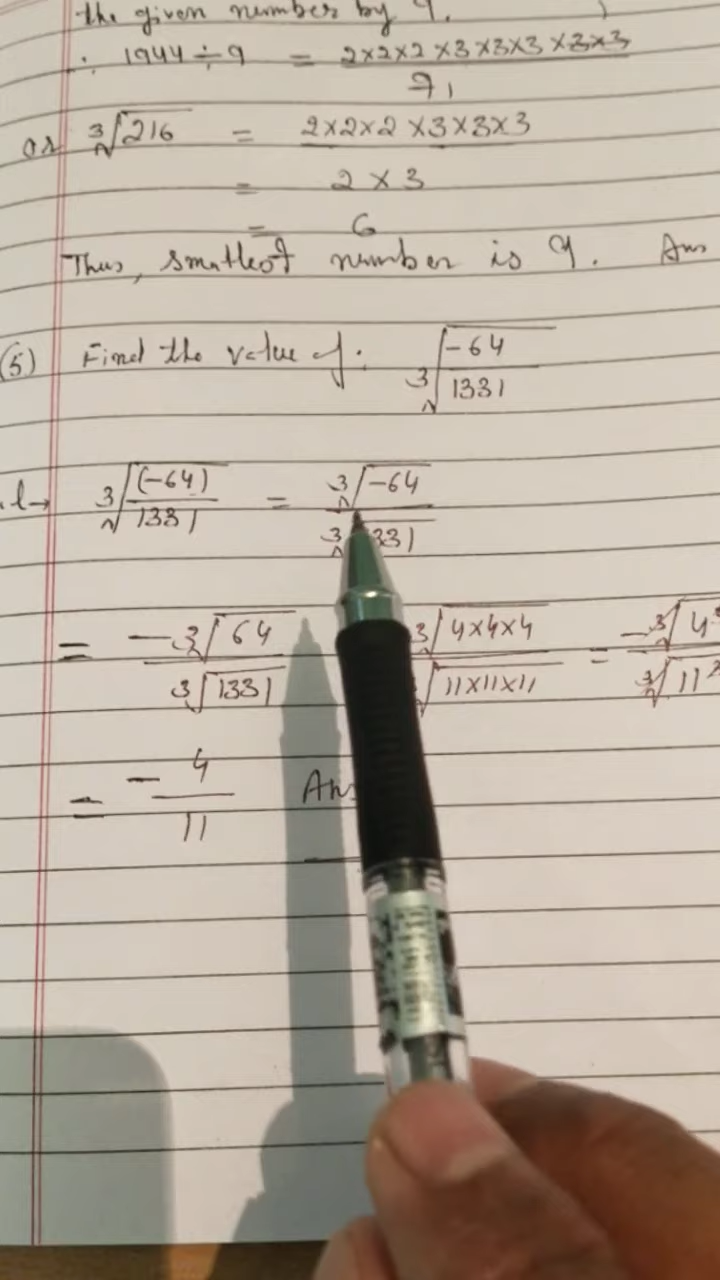 the given number by 9.
∴ 1944 ÷ 9 = 2×2×2×3×3×3×3×3 / 9
or ∛216 = 2×2×2×3×3×3
= 2 × 3
= 6
Thus, smallest number is 9. Ans
(5) Find the value of: ∛(-64/1331)
∛((-64)/1331) = ∛-64 / ∛1331
= -∛64 / ∛1331 ∛4×4×4 / ∛11×11×11 = -∛4 / ∛11
= -4/11 Ans